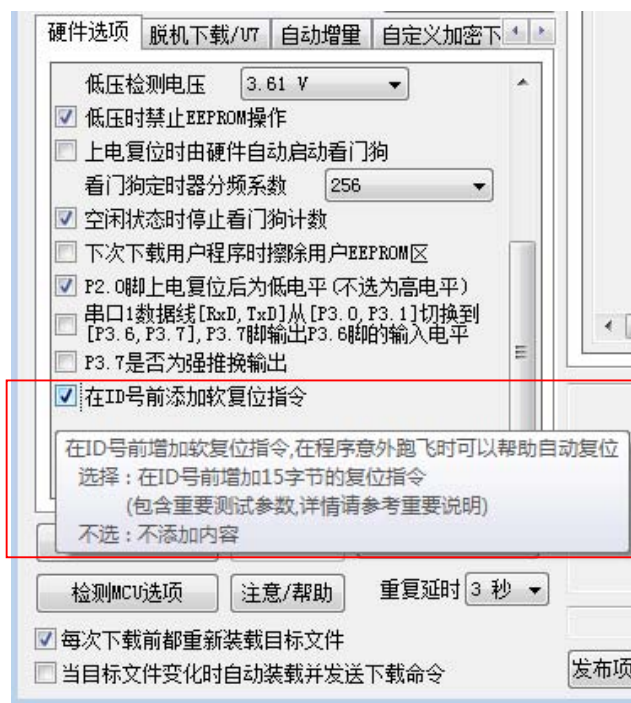 硬件选项 脱机下载/U7 自动增量 自定义加密下
低压检测电压 3.61 V
低压时禁止EEPROM操作
上电复位时由硬件自动启动看门狗
看门狗定时器分频系数 256
空闲状态时停止看门狗计数
下次下载用户程序时擦除用户EEPROM区
P2.0脚上电复位后为低电平(不选为高电平)
串口1数据线[RxD,TxD]从[P3.0,P3.1]切换到
[P3.6,P3.7],P3.7脚输出P3.6脚的输入电平
P3.7是否为强推挽输出
在ID号前添加软复位指令
在ID号前增加软复位指令,在程序意外跑飞时可以帮助自动复位
选择：在ID号前增加15字节的复位指令
(包含重要测试参数,详情请参考重要说明)
不选：不添加内容
检测MCU选项 注意/帮助 重复延时 3 秒
每次下载前都重新装载目标文件
当目标文件变化时自动装载并发送下载命令
发布项